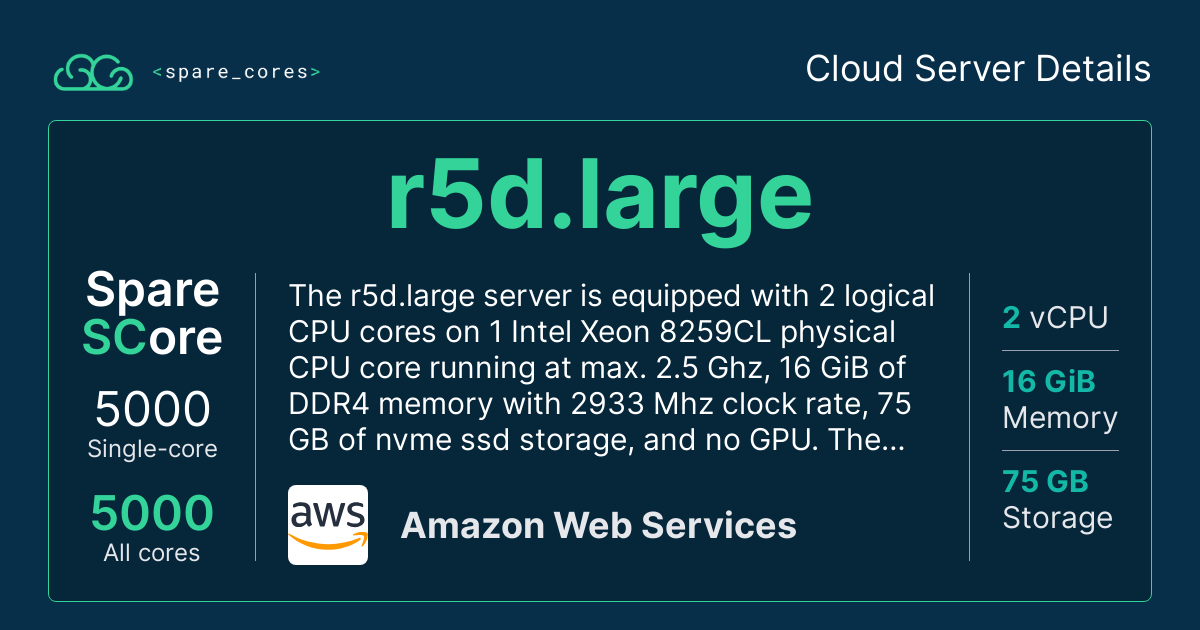 <spare_cores>
Cloud Server Details
r5d.large
Spare
SCore
5000
Single-core
5000
All cores
The r5d.large server is equipped with 2 logical
CPU cores on 1 Intel Xeon 8259CL physical
CPU core running at max. 2.5 Ghz, 16 GiB of
DDR4 memory with 2933 Mhz clock rate, 75
GB of nvme ssd storage, and no GPU. The...
aws
Amazon Web Services
2 vCPU
16 GiB
Memory
75 GB
Storage